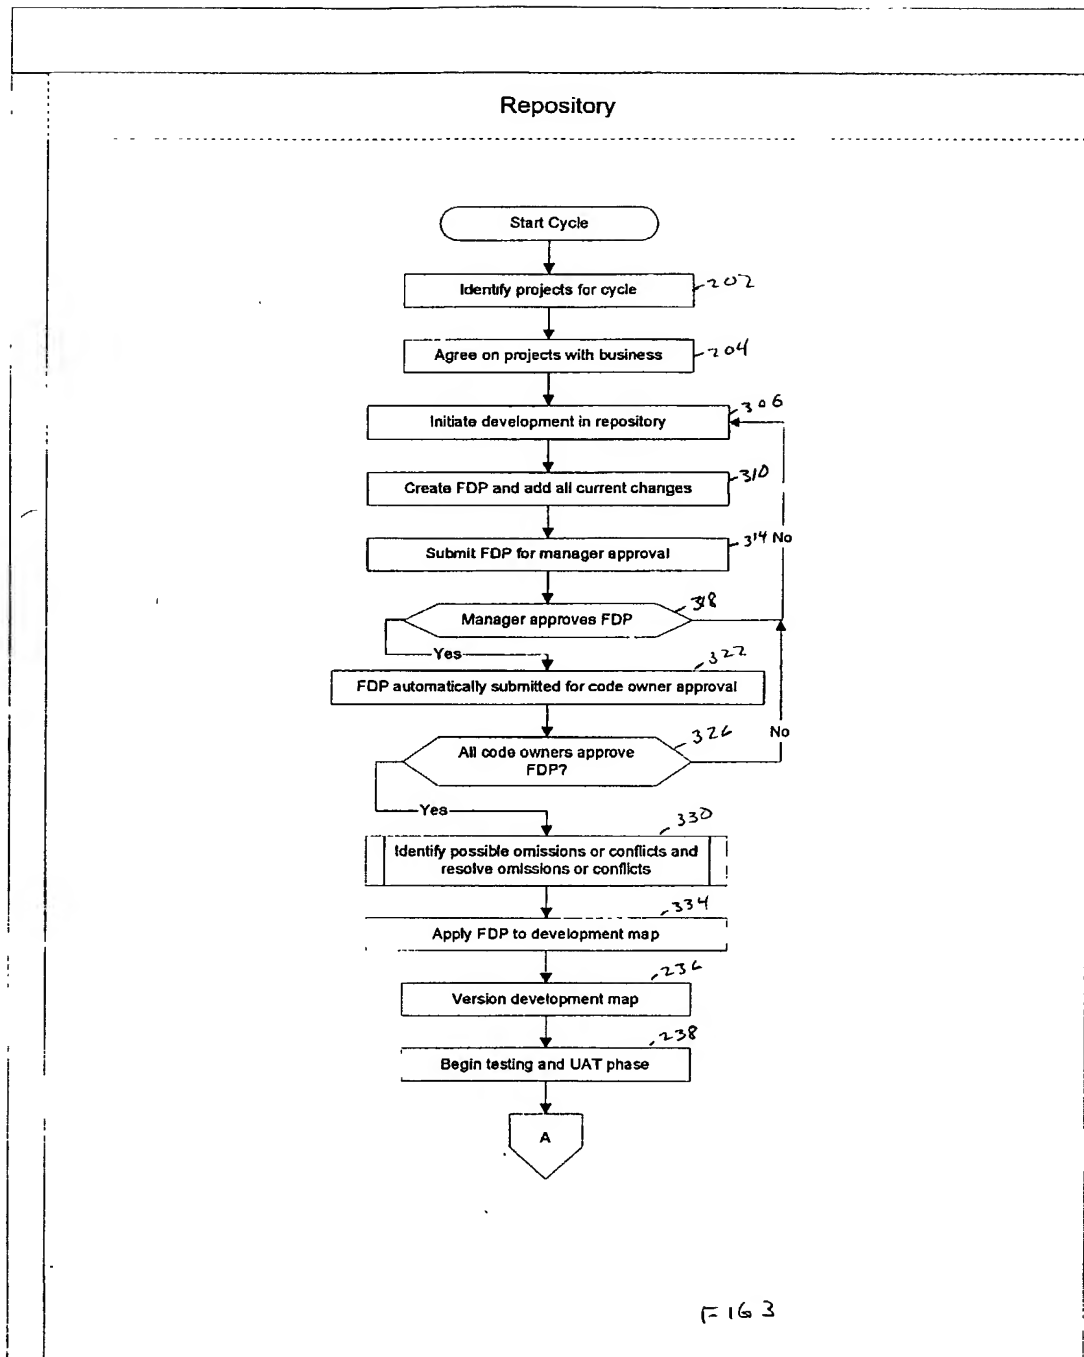 Repository
Start Cycle
Identify projects for cycle
202
Agree on projects with business
204
Initiate development in repository
306
Create FDP and add all current changes
310
Submit FDP for manager approval
314
No
Manager approves FDP
318
Yes
322
FDP automatically submitted for code owner approval
All code owners approve
FDP?
326
No
Yes
330
Identify possible omissions or conflicts and
resolve omissions or conflicts
334
Apply FDP to development map
236
Version development map
238
Begin testing and UAT phase
A
FIG 3